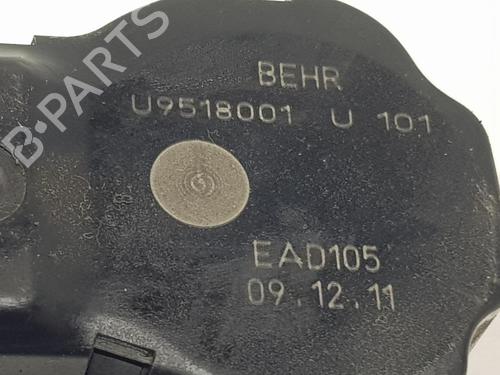 B-Parts
BEHR
U9518001 U 101
EAD105
09.12.11